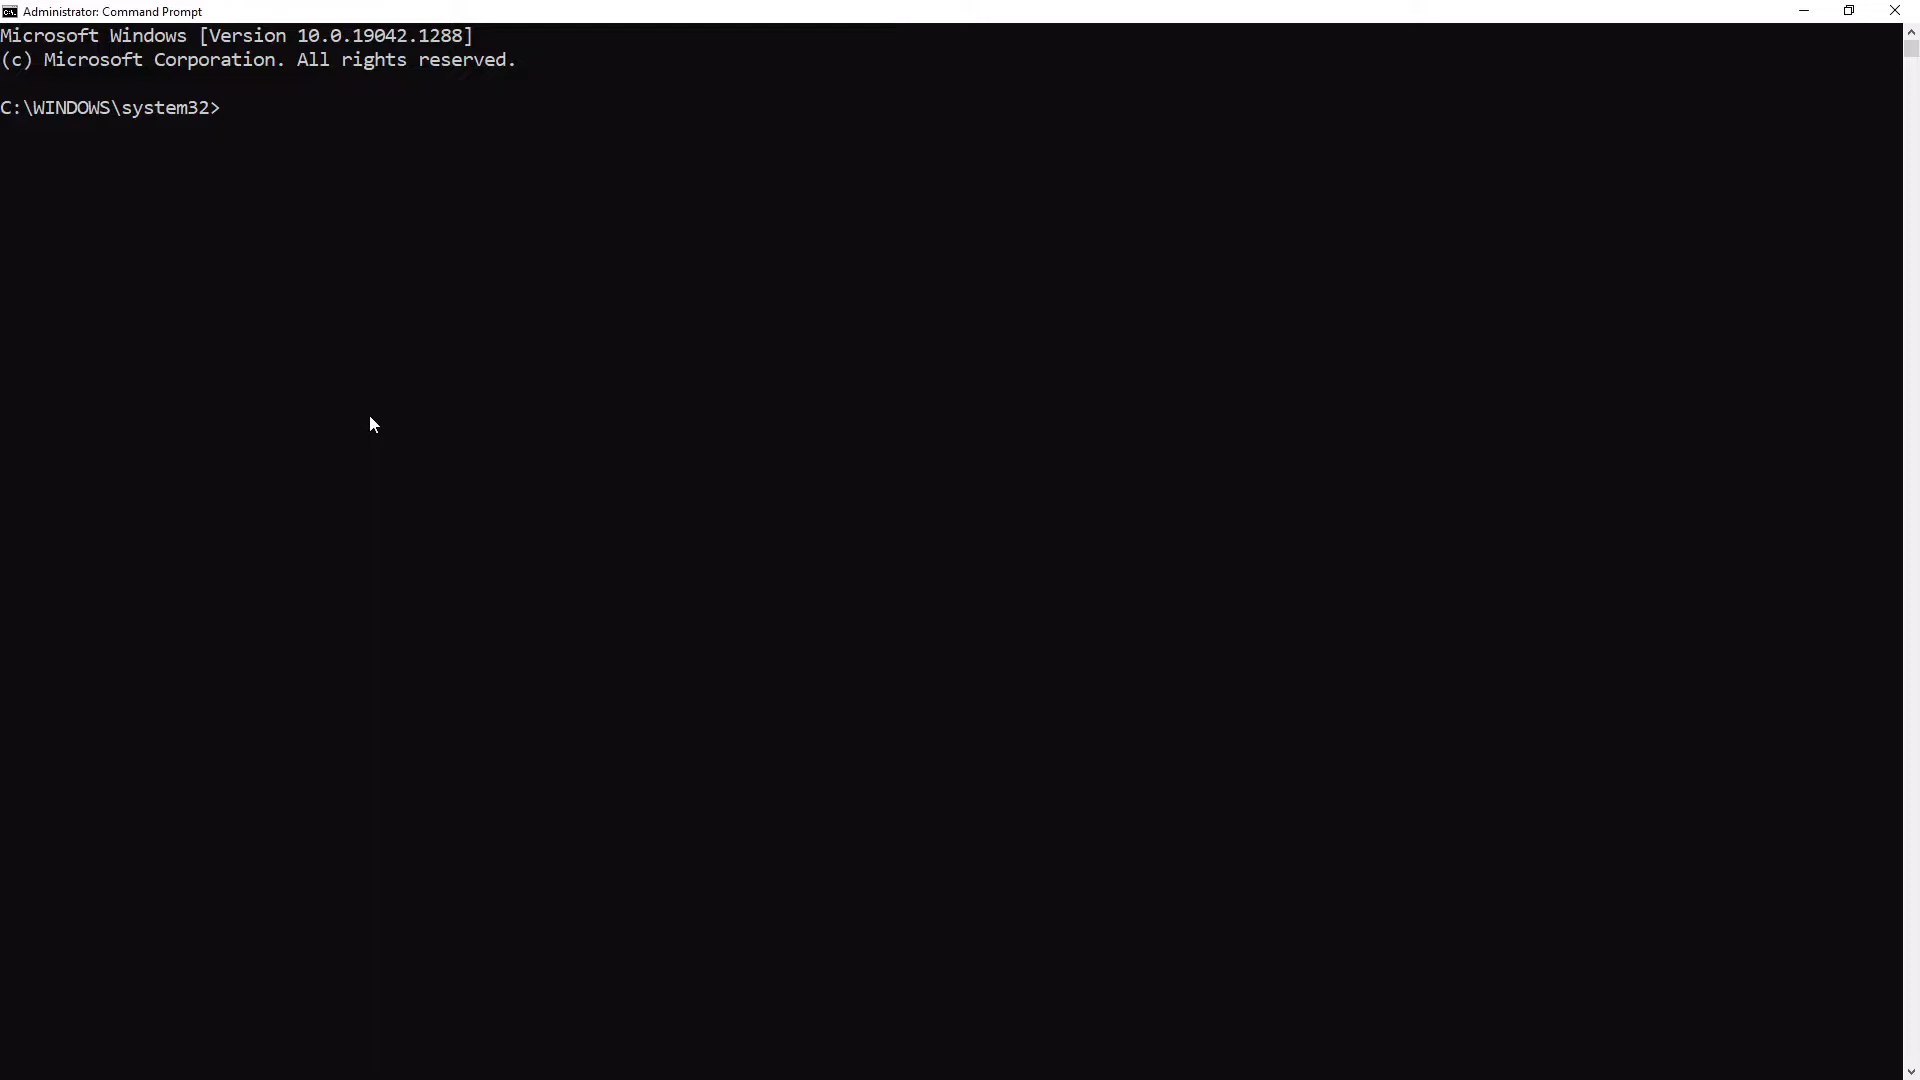 Administrator: Command Prompt
Microsoft Windows [Version 10.0.19042.1288]
(c) Microsoft Corporation. All rights reserved.
C:\WINDOWS\system32>